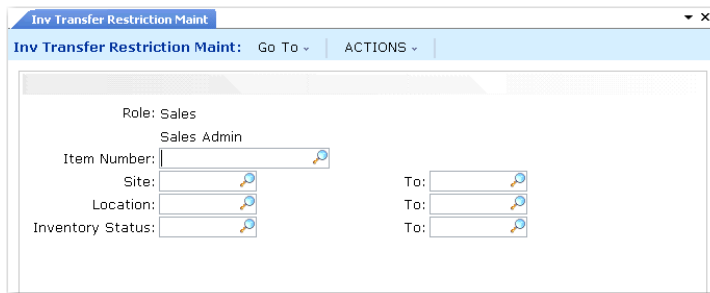 Inv Transfer Restriction Maint
Inv Transfer Restriction Maint: Go To ACTIONS
Role: Sales
Sales Admin
Item Number:
Site: To:
Location: To:
Inventory Status: To: